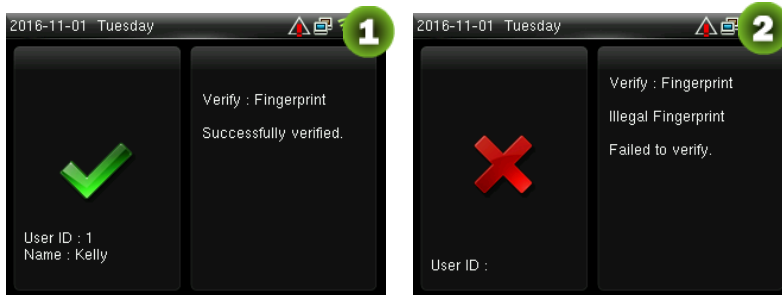 2016-11-01 Tuesday
1
Verify : Fingerprint
Successfully verified.
User ID : 1
Name : Kelly
2016-11-01 Tuesday
2
Verify : Fingerprint
Illegal Fingerprint
Failed to verify.
User ID :